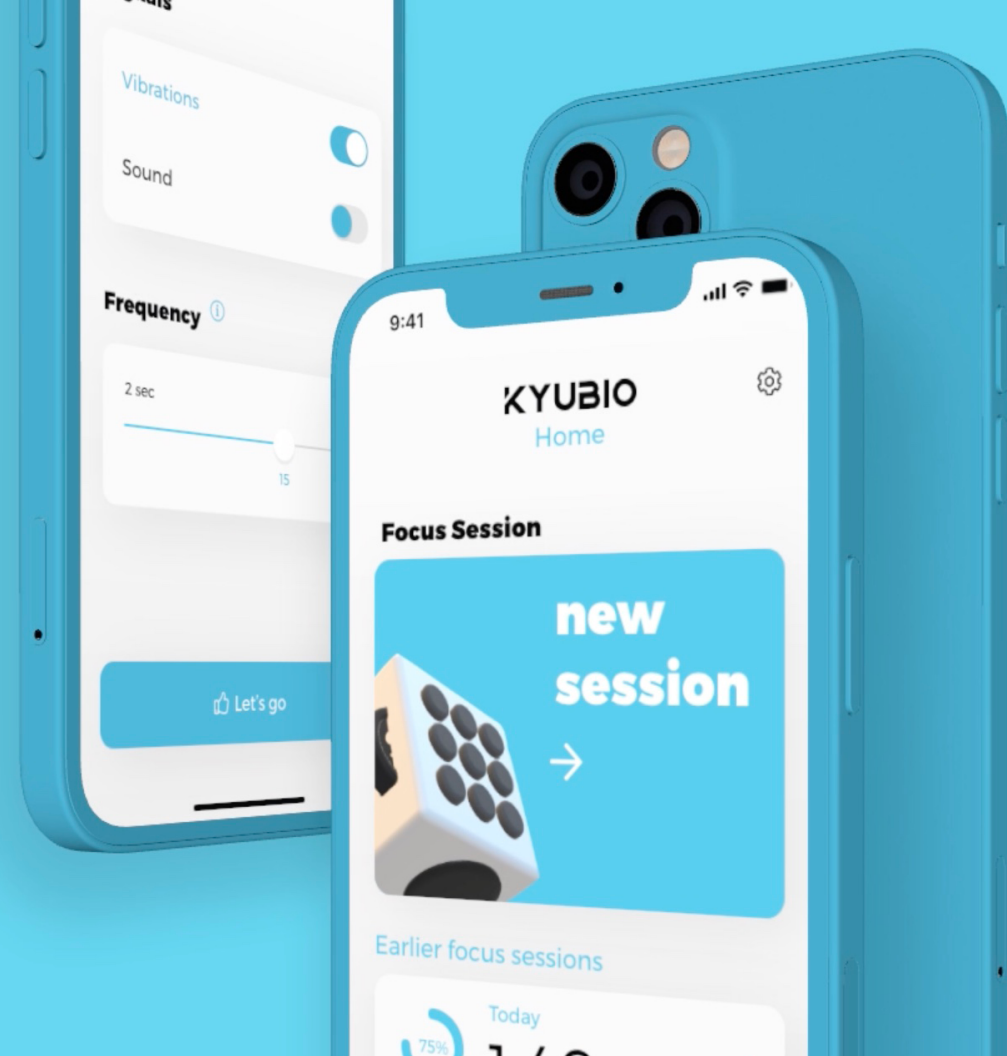 Vibrations
Sound
Frequency
2 sec
15
Let's go
9:41
KYUBIO
Home
Focus Session
new
session
Earlier focus sessions
Today
75%